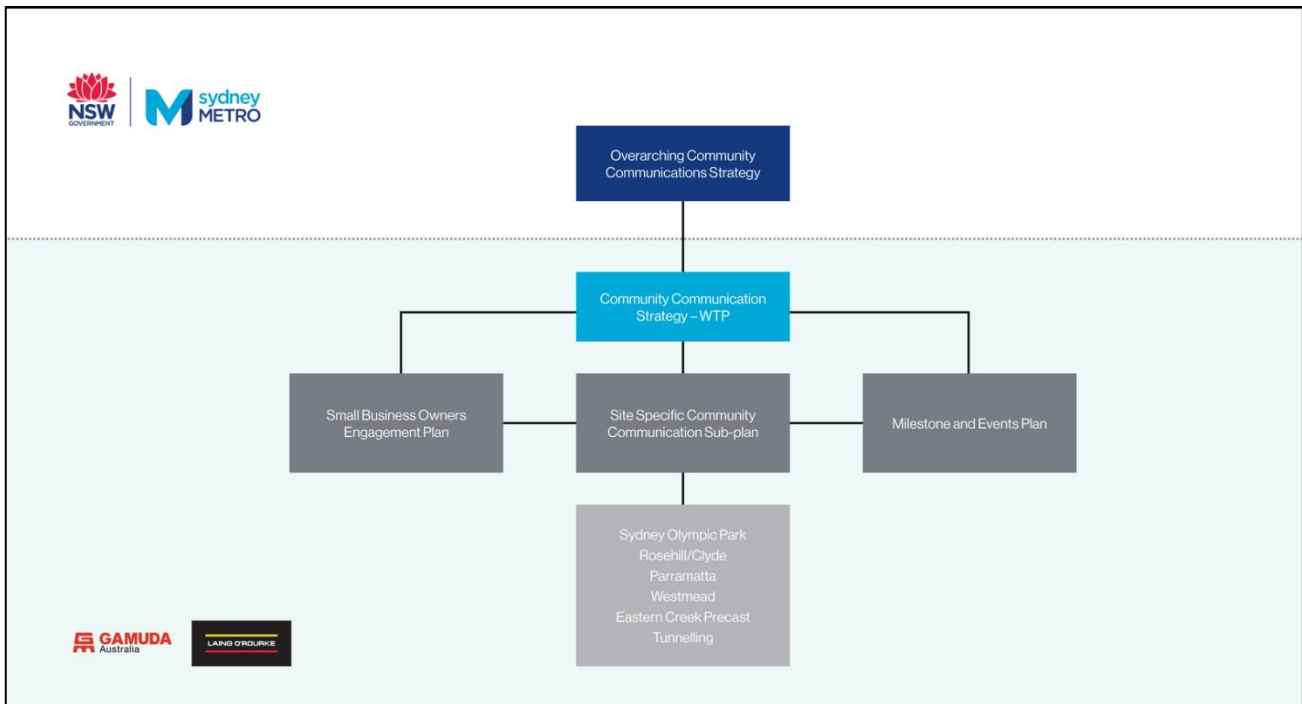 NSW
GOVERNMENT
sydney
METRO
Overarching Community
Communications Strategy
Community Communication
Strategy – WTP
Small Business Owners
Engagement Plan
Site Specific Community
Communication Sub-plan
Milestone and Events Plan
Sydney Olympic Park
Rosehill/Clyde
Parramatta
Westmead
Eastern Creek Precast
Tunnelling
GAMUDA
Australia
LAING O'ROURKE